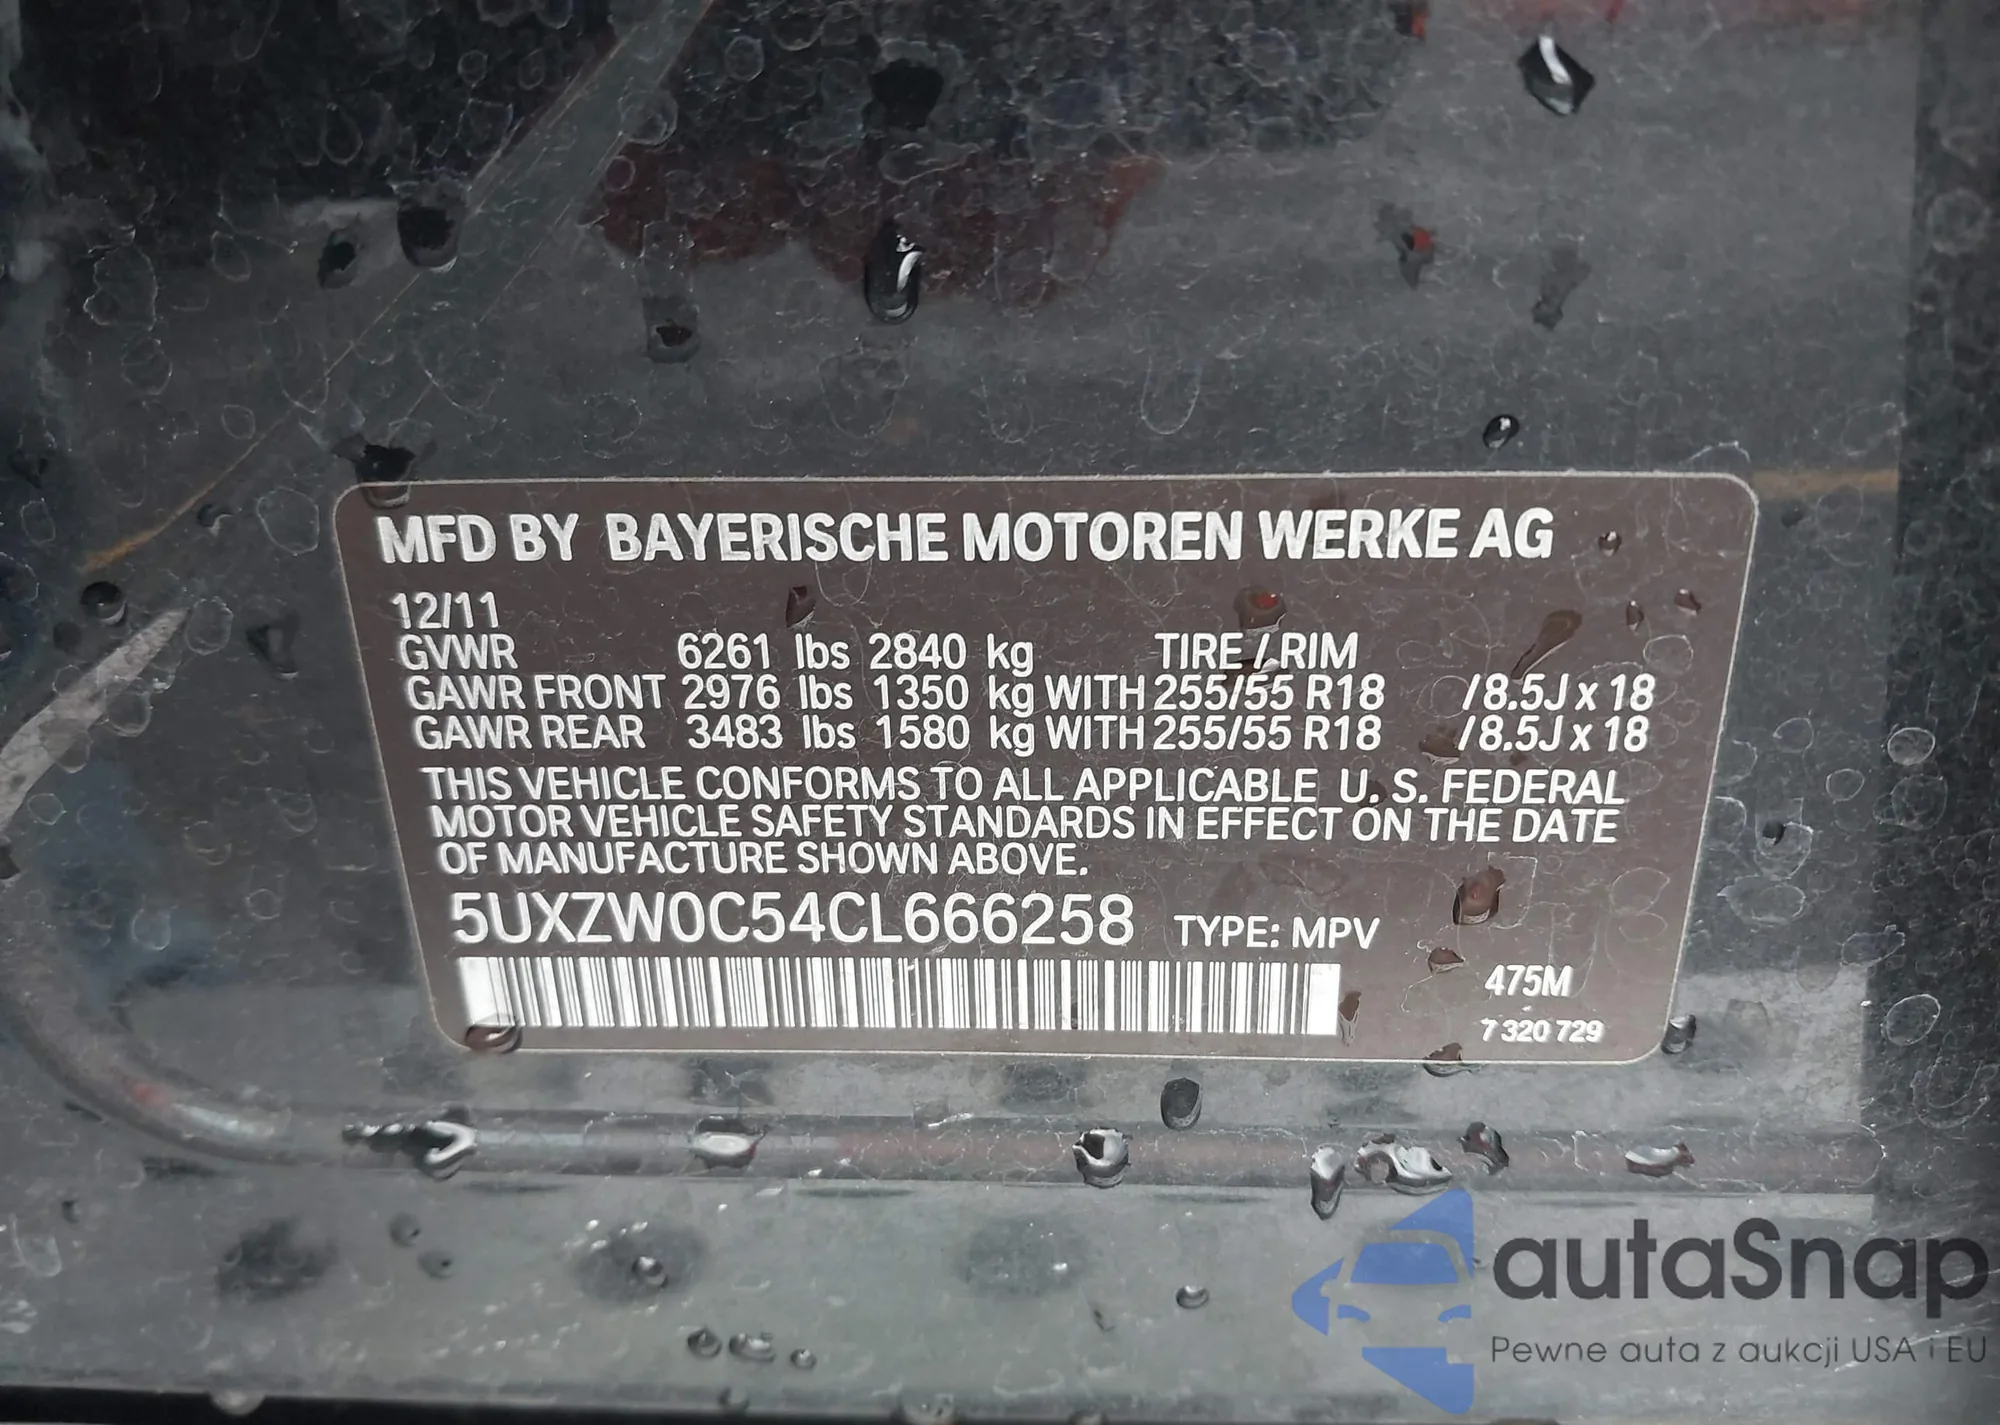 MFD BY BAYERISCHE MOTOREN WERKE AG
12/11
GVWR 6261 lbs 2840 kg TIRE / RIM
GAWR FRONT 2976 lbs 1350 kg WITH 255/55 R18 /8.5J x 18
GAWR REAR 3483 lbs 1580 kg WITH 255/55 R18 /8.5J x 18
THIS VEHICLE CONFORMS TO ALL APPLICABLE U. S. FEDERAL
MOTOR VEHICLE SAFETY STANDARDS IN EFFECT ON THE DATE
OF MANUFACTURE SHOWN ABOVE.
5UXZW0C54CL666258 TYPE: MPV
475M
7 320 729
autaSnap
Pewne auta z aukcji USA i EU